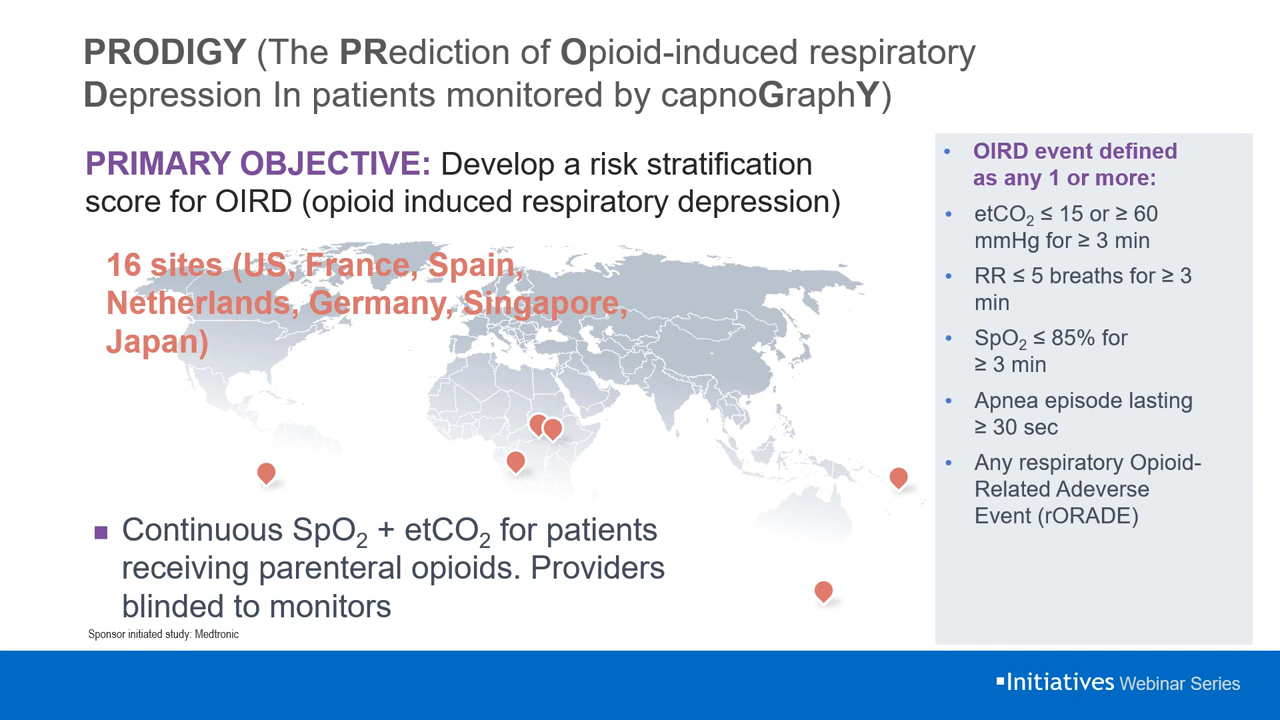 PRODIGY (The PRediction of Opioid-induced respiratory
Depression In patients monitored by capnoGraphY)
PRIMARY OBJECTIVE: Develop a risk stratification
score for OIRD (opioid induced respiratory depression)
16 sites (US, France, Spain,
Netherlands, Germany, Singapore,
Japan)
▪ Continuous SpO₂ + etCO₂ for patients
receiving parenteral opioids. Providers
blinded to monitors
Sponsor initiated study: Medtronic
• OIRD event defined
as any 1 or more:
• etCO₂ ≤ 15 or ≥ 60
mmHg for ≥ 3 min
• RR ≤ 5 breaths for ≥ 3
min
• SpO₂ ≤ 85% for
≥ 3 min
• Apnea episode lasting
≥ 30 sec
• Any respiratory Opioid-
Related Adeverse
Event (rORADE)
▪Initiatives Webinar Series